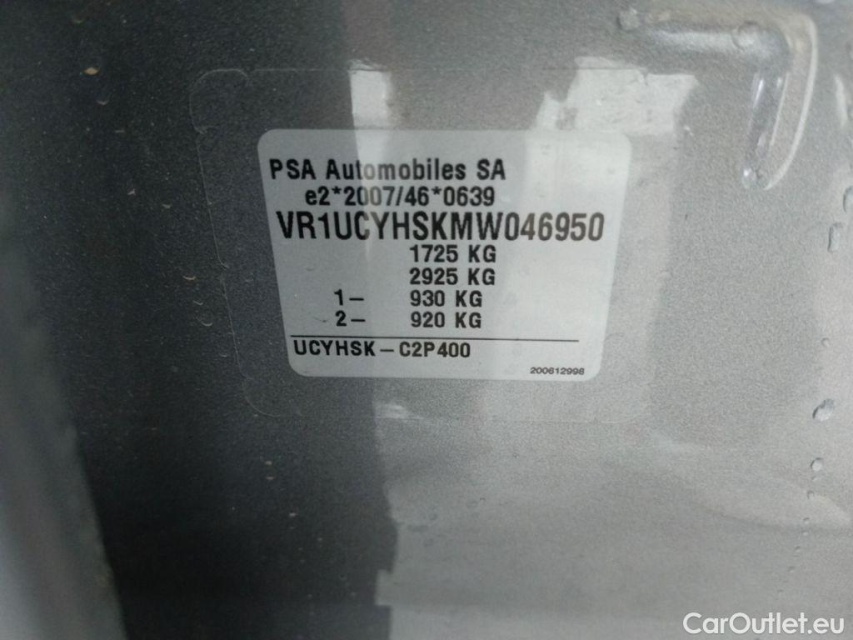 PSA Automobiles SA
e2*2007/46*0639
VR1UCYHSKMW046950
1725 KG
2925 KG
1– 930 KG
2– 920 KG
UCYHSK–C2P400
200612998
CarOutlet.eu